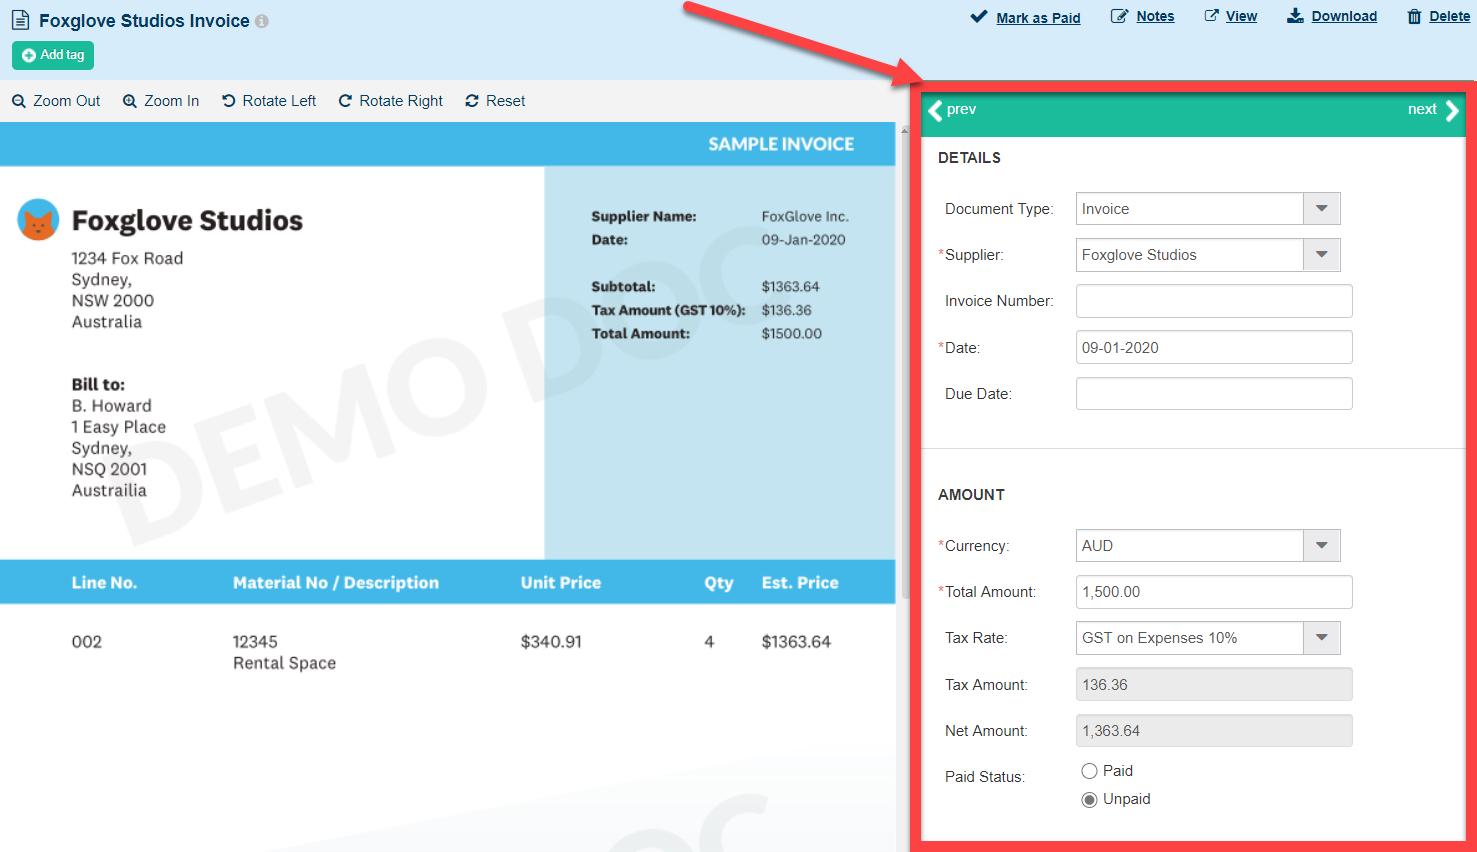 Foxglove Studios Invoice
Mark as Paid
Notes
View
Download
Delete
Add tag
Zoom Out
Zoom In
Rotate Left
Rotate Right
Reset
SAMPLE INVOICE
Foxglove Studios
1234 Fox Road
Sydney,
NSW 2000
Australia
Supplier Name: FoxGlove Inc.
Date: 09-Jan-2020
Subtotal: $1363.64
Tax Amount (GST 10%): $136.36
Total Amount: $1500.00
Bill to:
B. Howard
1 Easy Place
Sydney,
NSQ 2001
Austrailia
DEMO DOC
Line No. Material No / Description Unit Price Qty Est. Price
002 12345 $340.91 4 $1363.64
Rental Space
DOC
prev
next
DETAILS
Document Type: Invoice
*Supplier: Foxglove Studios
Invoice Number:
*Date: 09-01-2020
Due Date:
AMOUNT
*Currency: AUD
*Total Amount: 1,500.00
Tax Rate: GST on Expenses 10%
Tax Amount: 136.36
Net Amount: 1,363.64
Paid Status: Paid
Unpaid